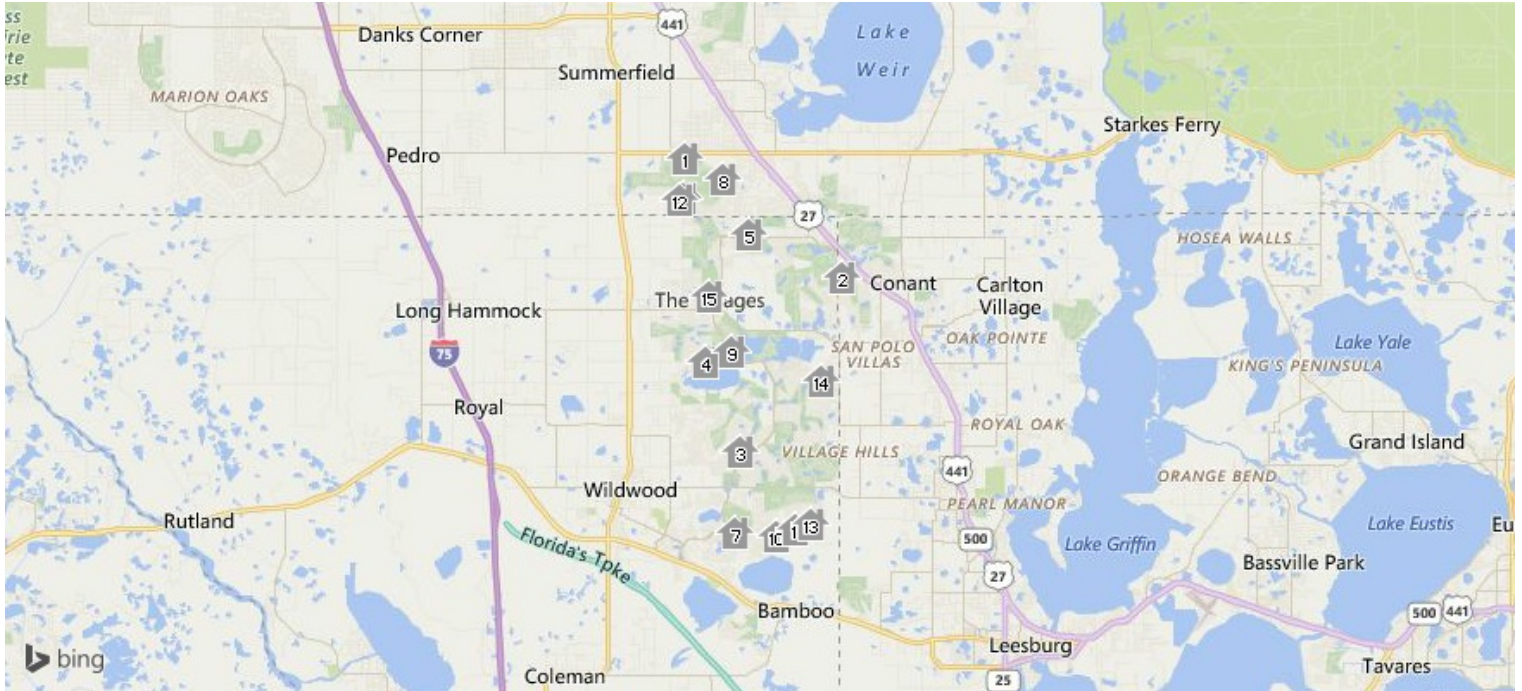 ss
irie
ete
est
Danks Corner
441
Lake
Weir
Summerfield
MARION OAKS
Starkes Ferry
Pedro
1
8
12
27
5
HOSEA WALLS
2
Conant
Carlton
Village
The
ages
15
Long Hammock
75
SAN POLO
VILLAS
OAK POINTE
Lake Yale
KING'S PENINSULA
9
4
14
Royal
ROYAL OAK
Grand Island
3
VILLAGE HILLS
441
ORANGE BEND
Wildwood
PEARL MANOR
Rutland
7
10
1
13
Florida's Tpke
500
Lake Griffin
Lake Eustis
Eu
27
Bassville Park
Bamboo
500
441
Leesburg
bing
Coleman
25
Tavares